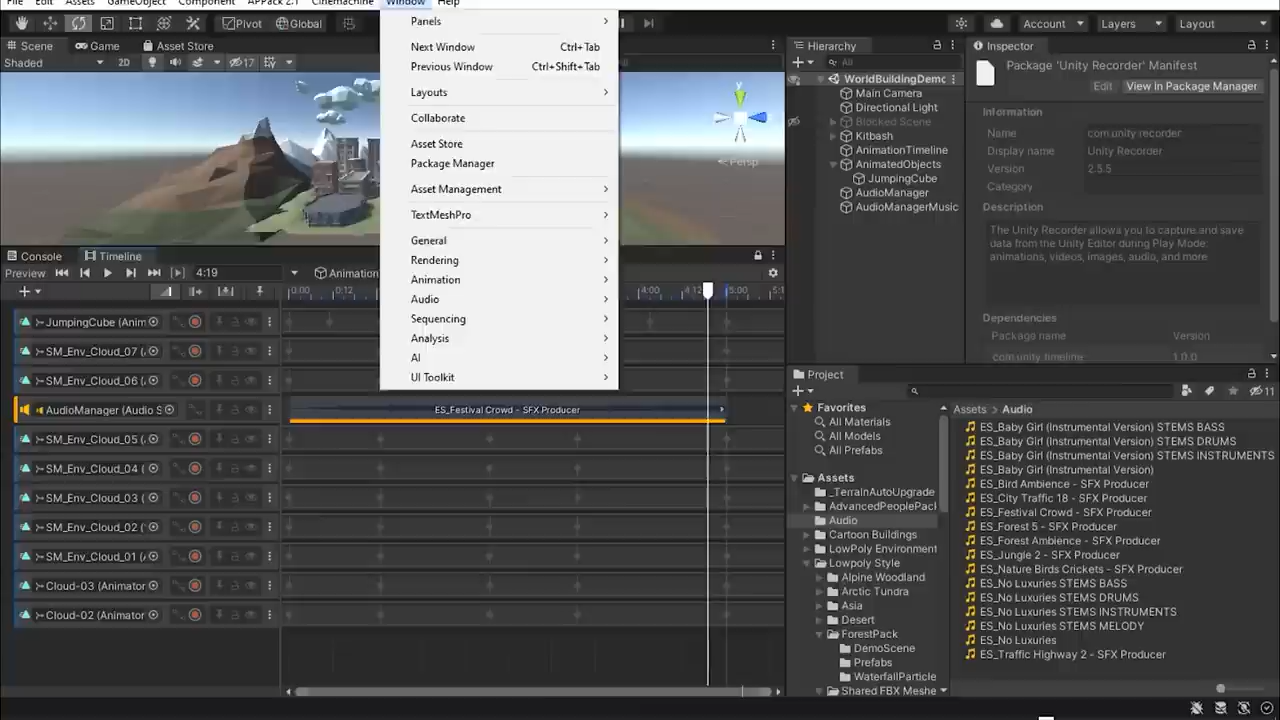 File Edit Assets GameObject Component APPack 2.1 Cinemachine Window Help
Pivot Global Account Layers Layout
Scene Game Asset Store
Shaded 2D 17 All
y
Persp
Panels
Next Window Ctrl+Tab
Previous Window Ctrl+Shift+Tab
Layouts
Collaborate
Asset Store
Package Manager
Asset Management
TextMeshPro
General
Rendering
Animation
Audio
Sequencing
Analysis
AI
UI Toolkit
Hierarchy
All
WorldBuildingDemo
Main Camera
Directional Light
Blocked Scene
Kitbash
AnimationTimeline
AnimatedObjects
JumpingCube
AudioManager
AudioManagerMusic
Inspector
Package 'Unity Recorder' Manifest
Edit View in Package Manager
Information
Name com.unity.recorder
Display name Unity Recorder
Version 2.5.5
Category
Description
The Unity Recorder allows you to capture and save
data from the Unity Editor during Play Mode:
animations, videos, images, audio, and more.
Dependencies
Package name Version
com.unity.timeline 1.0.0
Console Timeline
Preview 4:19 Animation
0:00 0:12 4:00 4:12 5:00 5:1
JumpingCube (Anim
SM_Env_Cloud_07 (
SM_Env_Cloud_06 (
AudioManager (Audio S
ES_Festival Crowd - SFX Producer
SM_Env_Cloud_05 (
SM_Env_Cloud_04 (
SM_Env_Cloud_03 (
SM_Env_Cloud_02 (
SM_Env_Cloud_01 (
Cloud-03 (Animator
Cloud-02 (Animator
Project
11
Favorites
All Materials
All Models
All Prefabs
Assets
_TerrainAutoUpgrade
AdvancedPeoplePack
Audio
Cartoon Buildings
LowPoly Environment
Lowpoly Style
Alpine Woodland
Arctic Tundra
Asia
Desert
ForestPack
DemoScene
Prefabs
WaterfallParticle
Shared FBX Meshe
Assets > Audio
ES_Baby Girl (Instrumental Version) STEMS BASS
ES_Baby Girl (Instrumental Version) STEMS DRUMS
ES_Baby Girl (Instrumental Version) STEMS INSTRUMENTS
ES_Baby Girl (Instrumental Version)
ES_Bird Ambience - SFX Producer
ES_City Traffic 18 - SFX Producer
ES_Festival Crowd - SFX Producer
ES_Forest 5 - SFX Producer
ES_Forest Ambience - SFX Producer
ES_Jungle 2 - SFX Producer
ES_Nature Birds Crickets - SFX Producer
ES_No Luxuries STEMS BASS
ES_No Luxuries STEMS DRUMS
ES_No Luxuries STEMS INSTRUMENTS
ES_No Luxuries STEMS MELODY
ES_No Luxuries
ES_Traffic Highway 2 - SFX Producer